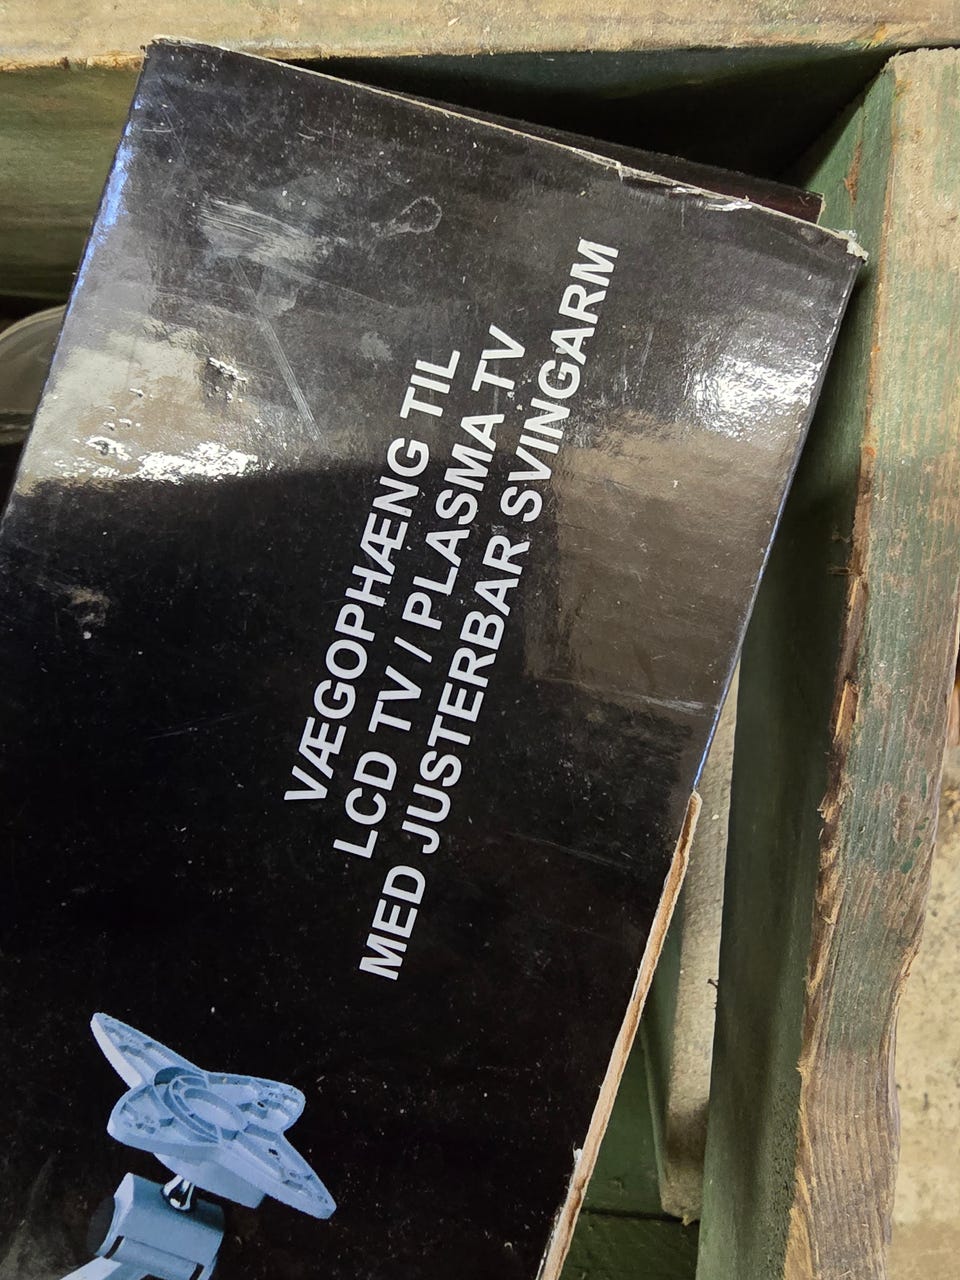 VÆGOPHÆNG TIL
LCD TV / PLASMA TV
MED JUSTERBAR SVINGARM